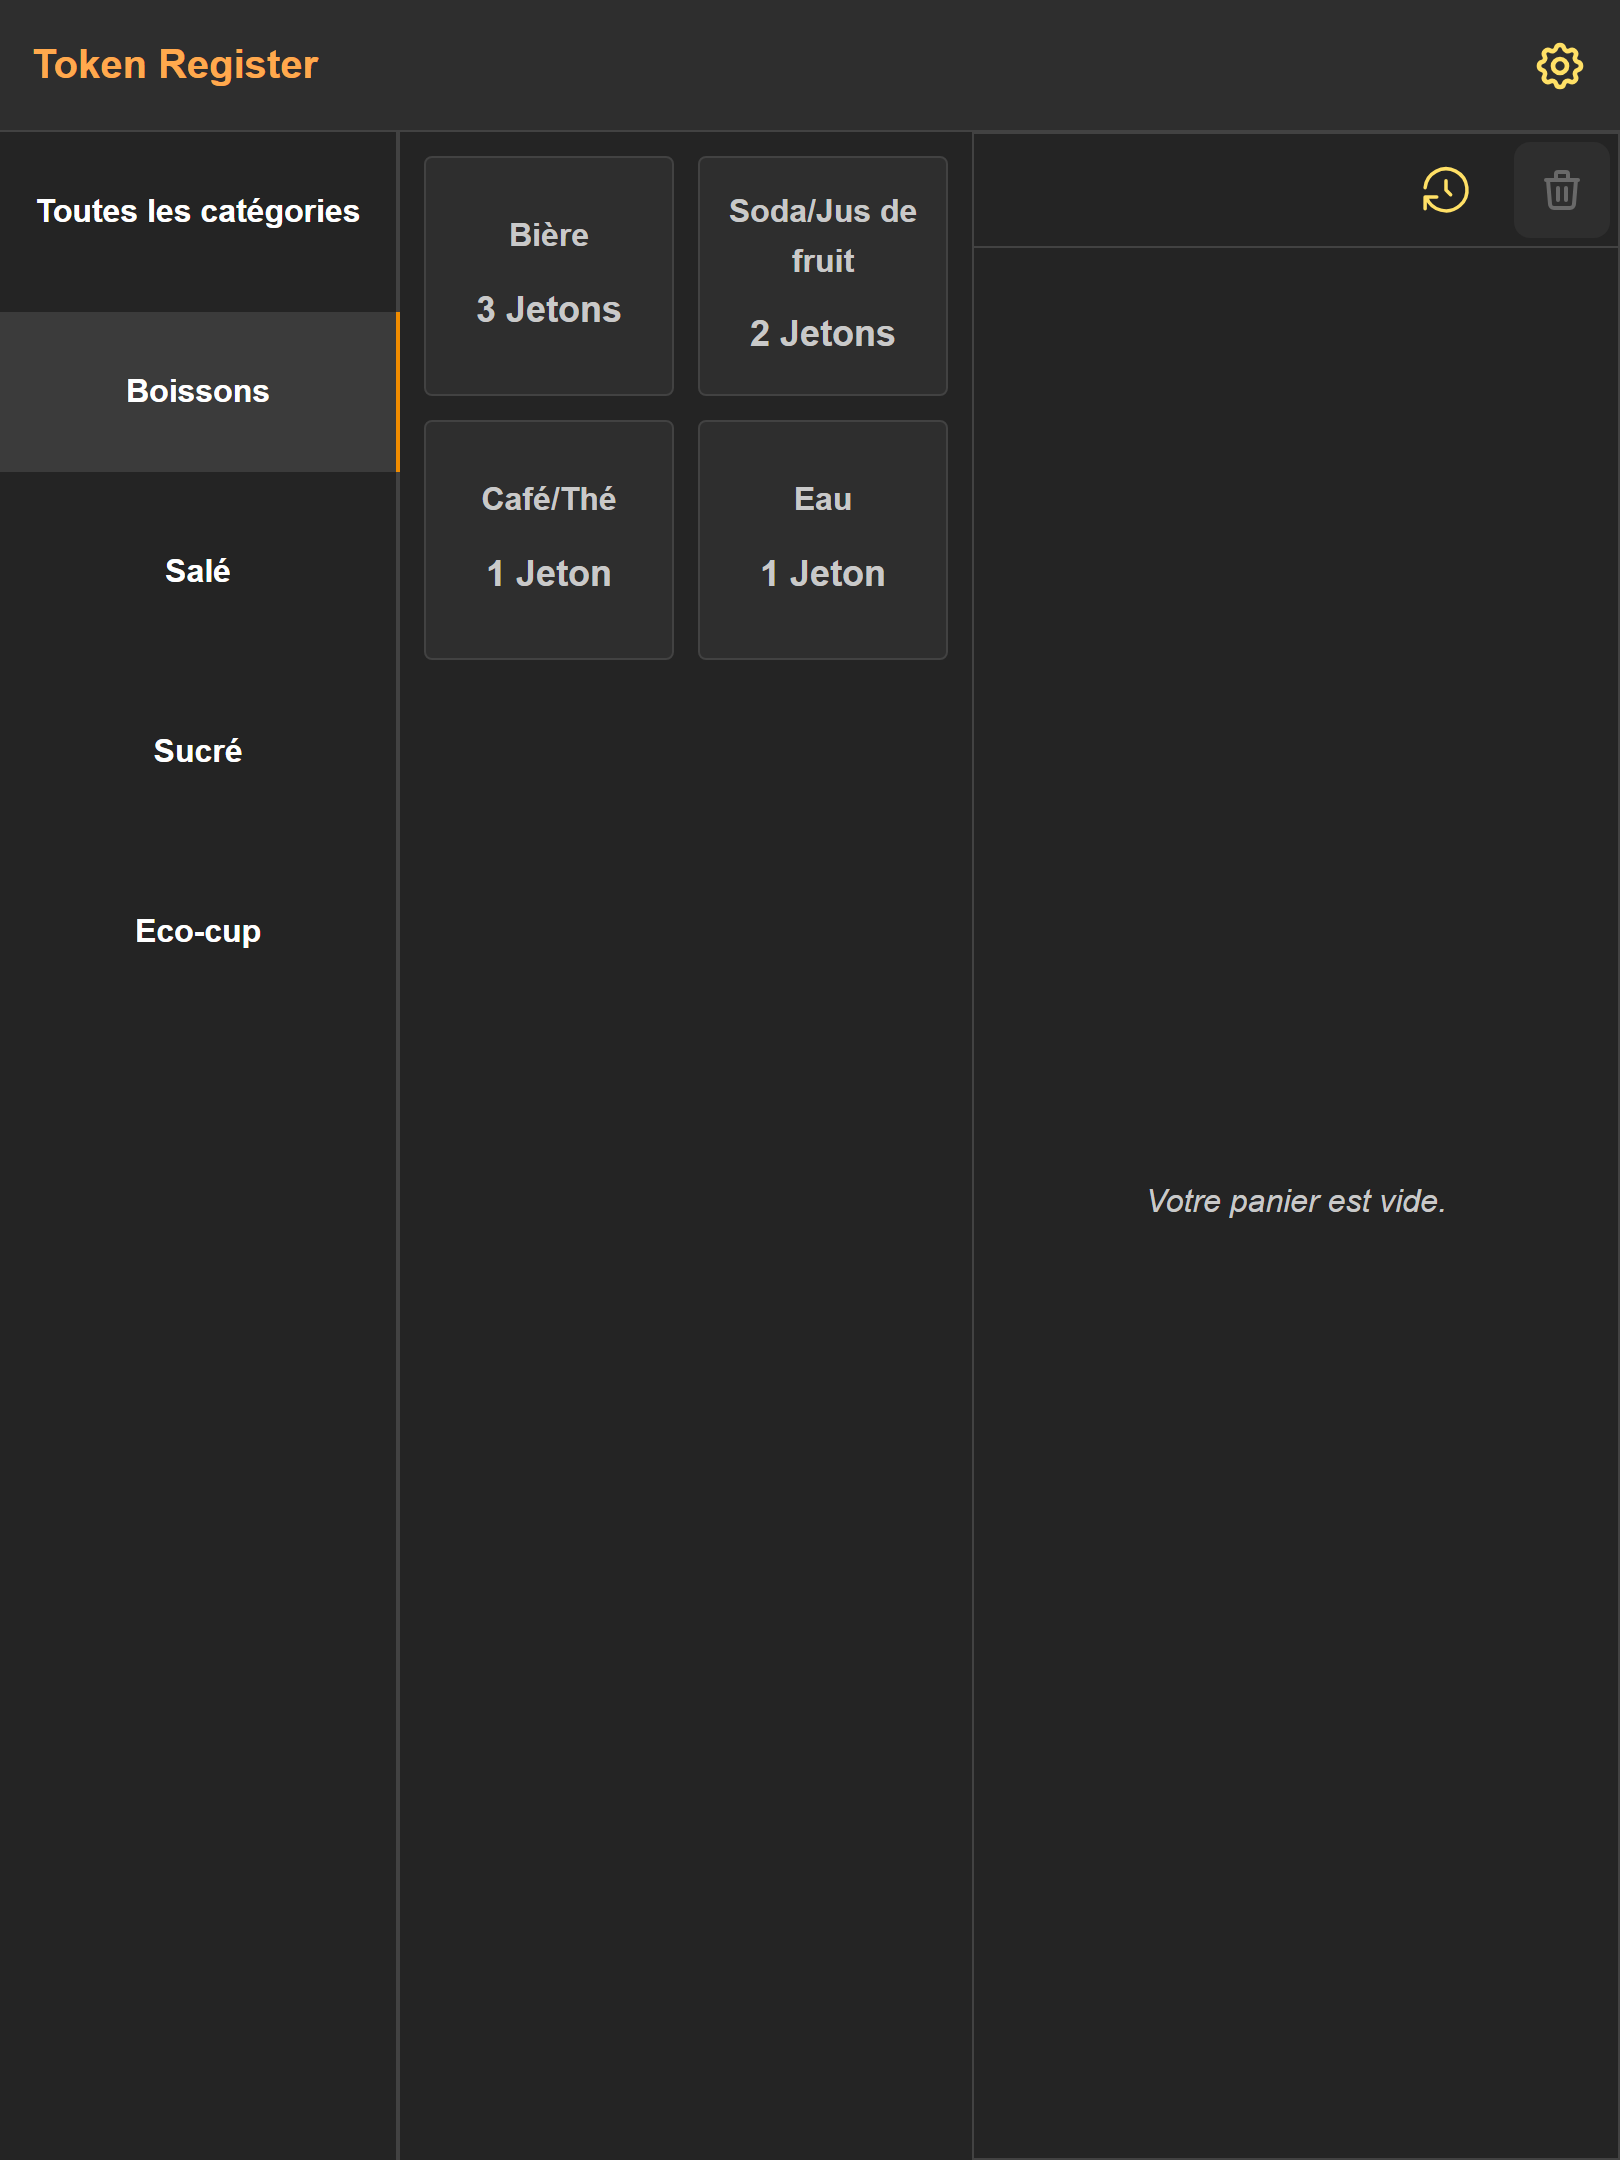 Token Register
Toutes les catégories
Boissons
Salé
Sucré
Eco-cup
Bière
3 Jetons
Soda/Jus de
fruit
2 Jetons
Café/Thé
1 Jeton
Eau
1 Jeton
Votre panier est vide.